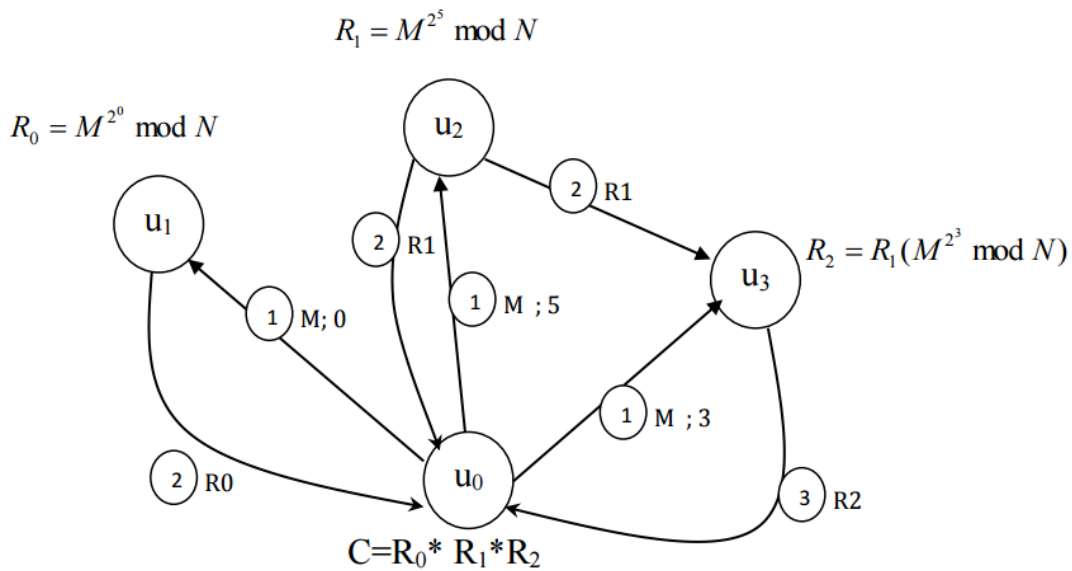 R₁ = M^{2^5} mod N
R₀ = M^{2^0} mod N
u₂
2 R1
u₁
2 R1
u₃
R₂ = R₁(M^{2^3} mod N)
1 M; 0
1 M ; 5
1 M ; 3
2 R0
u₀
3 R2
C=R₀* R₁*R₂